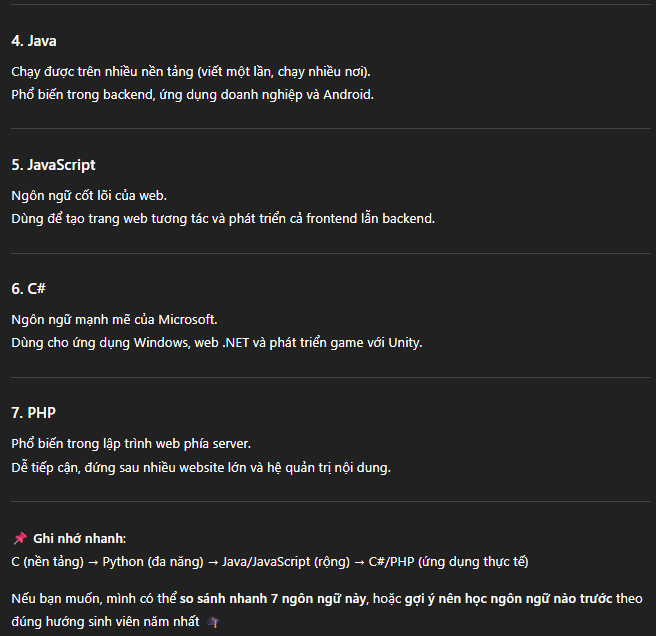 4. Java
Chạy được trên nhiều nền tảng (viết một lần, chạy nhiều nơi).
Phổ biến trong backend, ứng dụng doanh nghiệp và Android.
5. JavaScript
Ngôn ngữ cốt lõi của web.
Dùng để tạo trang web tương tác và phát triển cả frontend lẫn backend.
6. C#
Ngôn ngữ mạnh mẽ của Microsoft.
Dùng cho ứng dụng Windows, web .NET và phát triển game với Unity.
7. PHP
Phổ biến trong lập trình web phía server.
Dễ tiếp cận, đứng sau nhiều website lớn và hệ quản trị nội dung.
📌 Ghi nhớ nhanh:
C (nền tảng) → Python (đa năng) → Java/JavaScript (rộng) → C#/PHP (ứng dụng thực tế)
Nếu bạn muốn, mình có thể so sánh nhanh 7 ngôn ngữ này, hoặc gợi ý nên học ngôn ngữ nào trước theo
đúng hướng sinh viên năm nhất 🎓